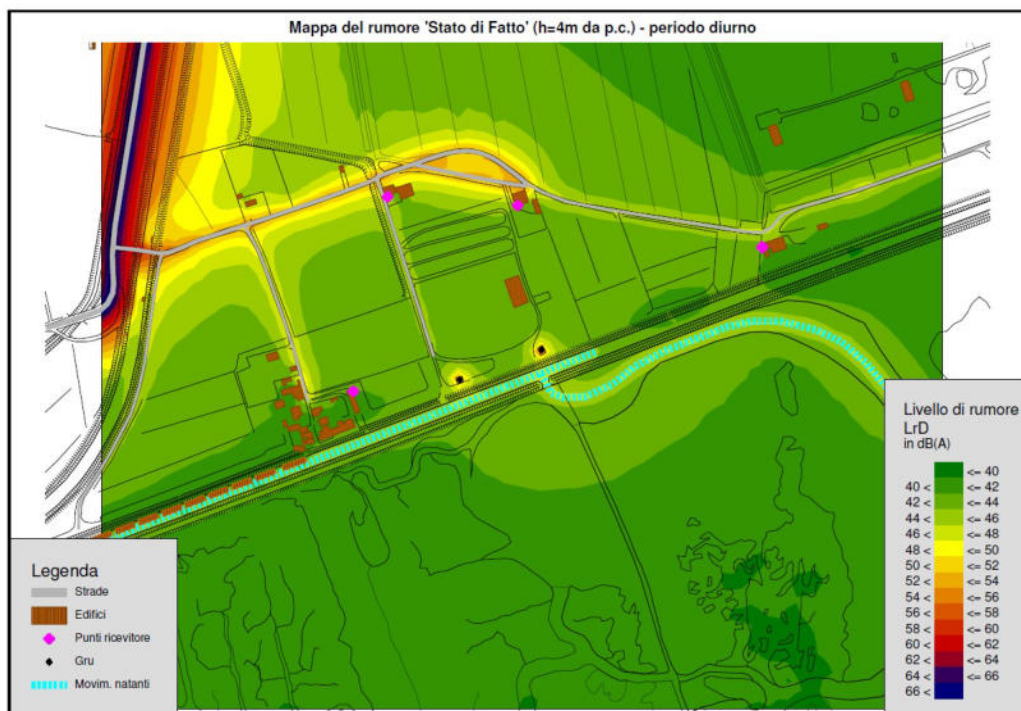 Mappa del rumore 'Stato di Fatto' (h=4m da p.c.) - periodo diurno
Legenda
Strade
Edifici
Punti ricevitore
Gru
Movim. natanti
Livello di rumore
LrD
in dB(A)
<= 40
40 < <= 42
42 < <= 44
44 < <= 46
46 < <= 48
48 < <= 50
50 < <= 52
52 < <= 54
54 < <= 56
56 < <= 58
58 < <= 60
60 < <= 62
62 < <= 64
64 < <= 66
66 <